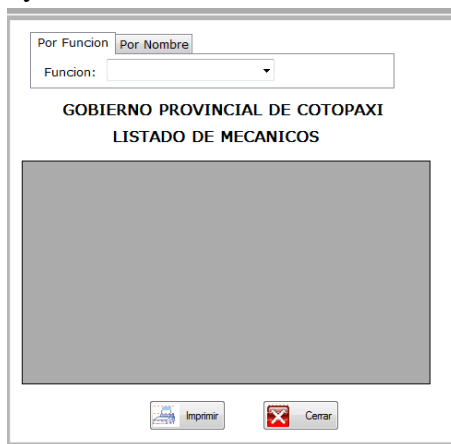 Por Funcion Por Nombre
Funcion:
GOBIERNO PROVINCIAL DE COTOPAXI
LISTADO DE MECANICOS
Imprimir Cerrar